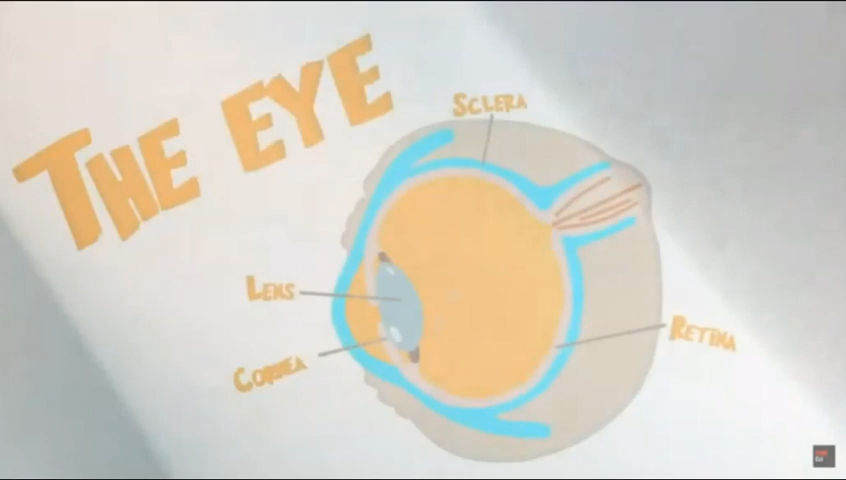 THE EYE
SCLERA
LENS
CORNEA
RETINA